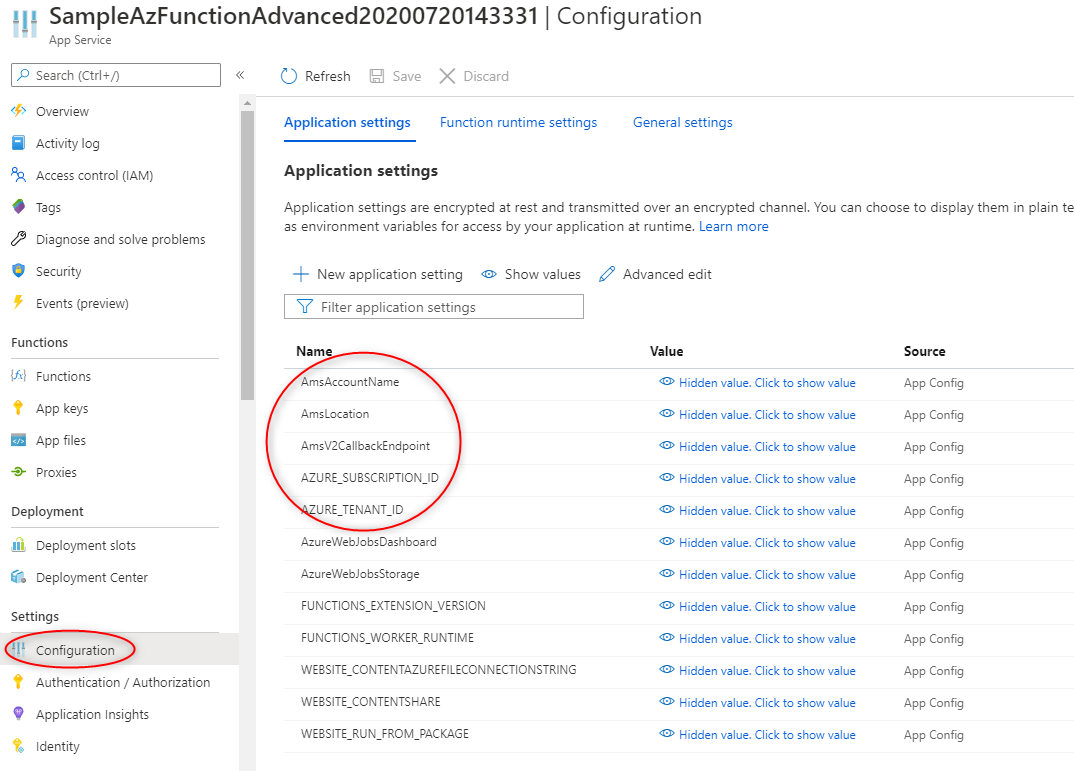 SampleAzFunctionAdvanced20200720143331 | Configuration
App Service
Search (Ctrl+/)
«
Overview
Activity log
Access control (IAM)
Tags
Diagnose and solve problems
Security
Events (preview)
Functions
Functions
App keys
App files
Proxies
Deployment
Deployment slots
Deployment Center
Settings
Configuration
Authentication / Authorization
Application Insights
Identity
Refresh Save Discard
Application settings Function runtime settings General settings
Application settings
Application settings are encrypted at rest and transmitted over an encrypted channel. You can choose to display them in plain te
as environment variables for access by your application at runtime. Learn more
New application setting Show values Advanced edit
Filter application settings
Name Value Source
AmsAccountName Hidden value. Click to show value App Config
AmsLocation Hidden value. Click to show value App Config
AmsV2CallbackEndpoint Hidden value. Click to show value App Config
AZURE_SUBSCRIPTION_ID Hidden value. Click to show value App Config
AZURE_TENANT_ID Hidden value. Click to show value App Config
AzureWebJobsDashboard Hidden value. Click to show value App Config
AzureWebJobsStorage Hidden value. Click to show value App Config
FUNCTIONS_EXTENSION_VERSION Hidden value. Click to show value App Config
FUNCTIONS_WORKER_RUNTIME Hidden value. Click to show value App Config
WEBSITE_CONTENTAZUREFILECONNECTIONSTRING Hidden value. Click to show value App Config
WEBSITE_CONTENTSHARE Hidden value. Click to show value App Config
WEBSITE_RUN_FROM_PACKAGE Hidden value. Click to show value App Config